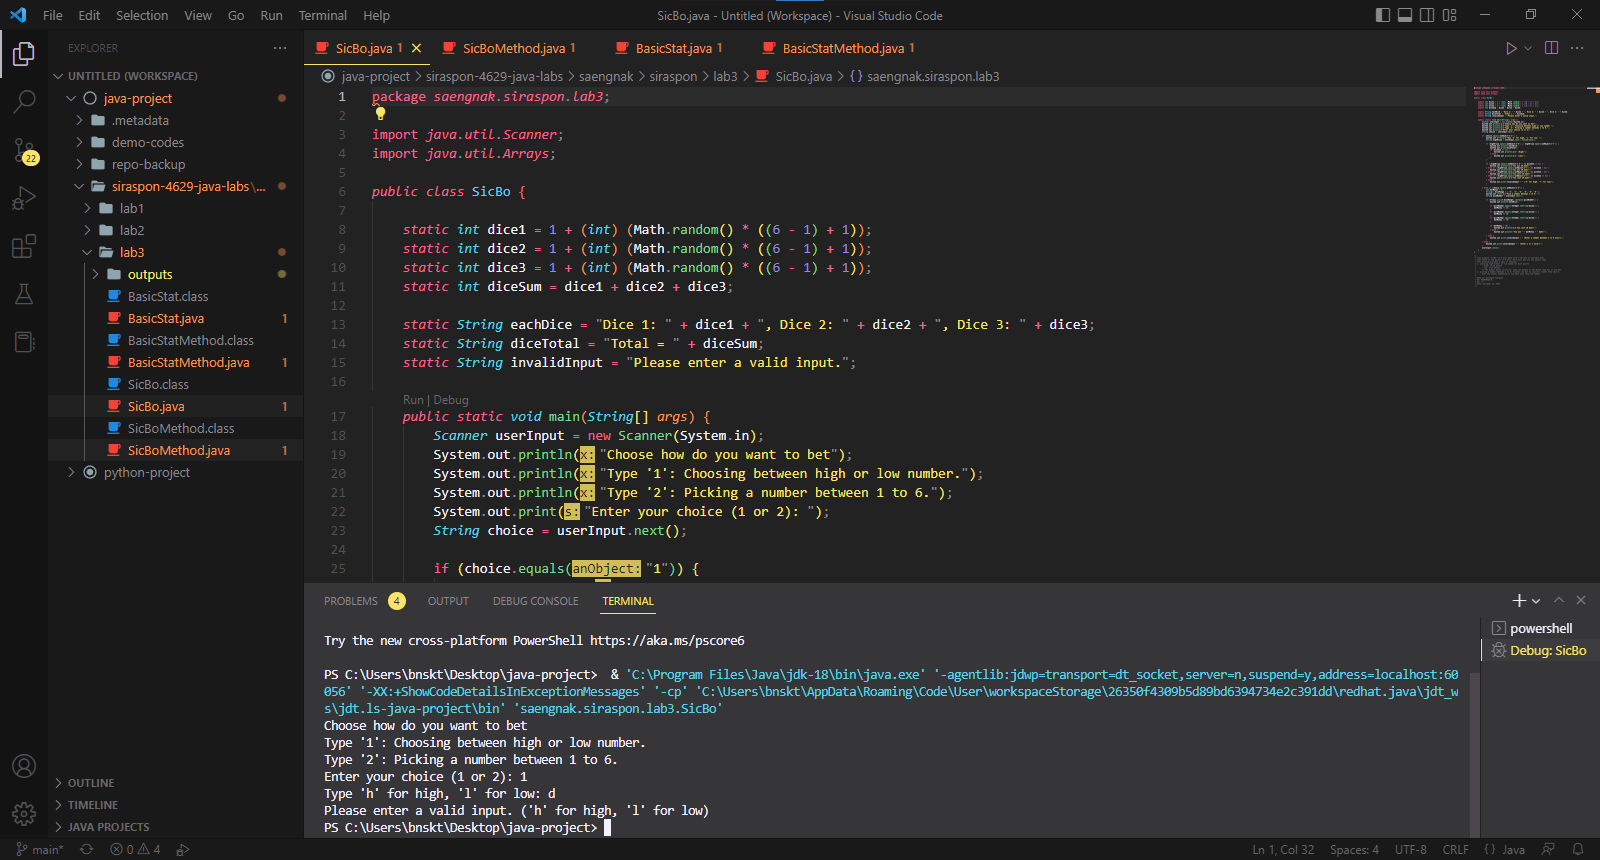 File Edit Selection View Go Run Terminal Help
SicBo.java - Untitled (Workspace) - Visual Studio Code
EXPLORER
UNTITLED (WORKSPACE)
java-project
.metadata
demo-codes
repo-backup
siraspon-4629-java-labs\...
lab1
lab2
lab3
outputs
BasicStat.class
BasicStat.java 1
BasicStatMethod.class
BasicStatMethod.java 1
SicBo.class
SicBo.java 1
SicBoMethod.class
SicBoMethod.java 1
python-project
OUTLINE
TIMELINE
JAVA PROJECTS
22
SicBo.java 1 SicBoMethod.java 1 BasicStat.java 1 BasicStatMethod.java 1
java-project > siraspon-4629-java-labs > saengnak > siraspon > lab3 > SicBo.java > {} saengnak.siraspon.lab3
1 package saengnak.siraspon.lab3;
2
3 import java.util.Scanner;
4 import java.util.Arrays;
5
6 public class SicBo {
7
8 static int dice1 = 1 + (int) (Math.random() * ((6 - 1) + 1));
9 static int dice2 = 1 + (int) (Math.random() * ((6 - 1) + 1));
10 static int dice3 = 1 + (int) (Math.random() * ((6 - 1) + 1));
11 static int diceSum = dice1 + dice2 + dice3;
12
13 static String eachDice = "Dice 1: " + dice1 + ", Dice 2: " + dice2 + ", Dice 3: " + dice3;
14 static String diceTotal = "Total = " + diceSum;
15 static String invalidInput = "Please enter a valid input.";
16
Run | Debug
17 public static void main(String[] args) {
18 Scanner userInput = new Scanner(System.in);
19 System.out.println(x: "Choose how do you want to bet");
20 System.out.println(x: "Type '1': Choosing between high or low number.");
21 System.out.println(x: "Type '2': Picking a number between 1 to 6.");
22 System.out.print(s: "Enter your choice (1 or 2): ");
23 String choice = userInput.next();
24
25 if (choice.equals(anObject: "1")) {
PROBLEMS 4 OUTPUT DEBUG CONSOLE TERMINAL
Try the new cross-platform PowerShell https://aka.ms/pscore6
PS C:\Users\bnskt\Desktop\java-project> & 'C:\Program Files\Java\jdk-18\bin\java.exe' '-agentlib:jdwp=transport=dt_socket,server=n,suspend=y,address=localhost:60
056' '-XX:+ShowCodeDetailsInExceptionMessages' '-cp' 'C:\Users\bnskt\AppData\Roaming\Code\User\workspaceStorage\26350f4309b5d89bd6394734e2c391dd\redhat.java\jdt_w
s\jdt.ls-java-project\bin' 'saengnak.siraspon.lab3.SicBo'
Choose how do you want to bet
Type '1': Choosing between high or low number.
Type '2': Picking a number between 1 to 6.
Enter your choice (1 or 2): 1
Type 'h' for high, 'l' for low: d
Please enter a valid input. ('h' for high, 'l' for low)
PS C:\Users\bnskt\Desktop\java-project>
powershell
Debug: SicBo
main* 0 4
Ln 1, Col 32 Spaces: 4 UTF-8 CRLF {} Java